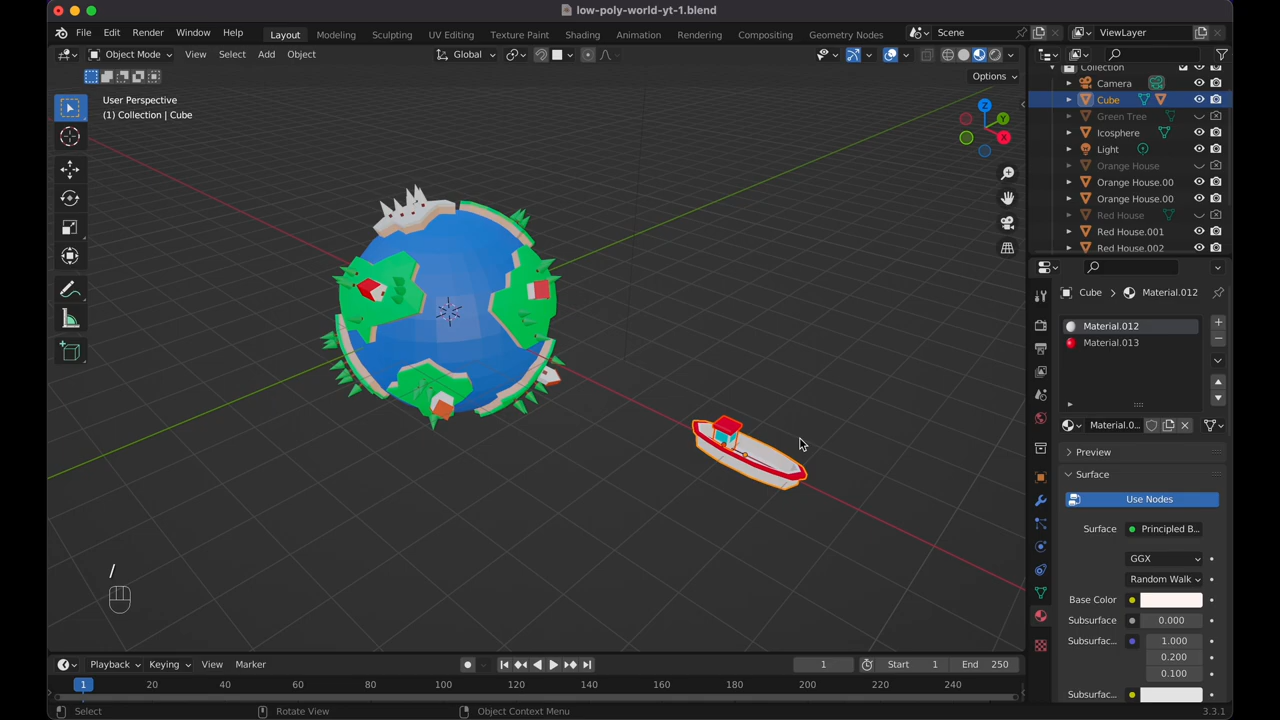 low-poly-world-yt-1.blend
File Edit Render Window Help Layout Modeling Sculpting UV Editing Texture Paint Shading Animation Rendering Compositing Geometry Nodes Scene ViewLayer
Object Mode View Select Add Object Global
Options
User Perspective
(1) Collection | Cube
Z
Y
X
/
Collection
Camera
Cube
Green Tree
Icosphere
Light
Orange House
Orange House.00
Orange House.00
Red House
Red House.001
Red House.002
Cube > Material.012
Material.012
Material.013
Material.0...
Preview
Surface
Use Nodes
Surface Principled B...
GGX
Random Walk
Base Color
Subsurface 0.000
Subsurfac... 1.000
0.200
0.100
Subsurfac...
Playback Keying View Marker 1 Start 1 End 250
1 20 40 60 80 100 120 140 160 180 200 220 240
Select Rotate View Object Context Menu 3.3.1